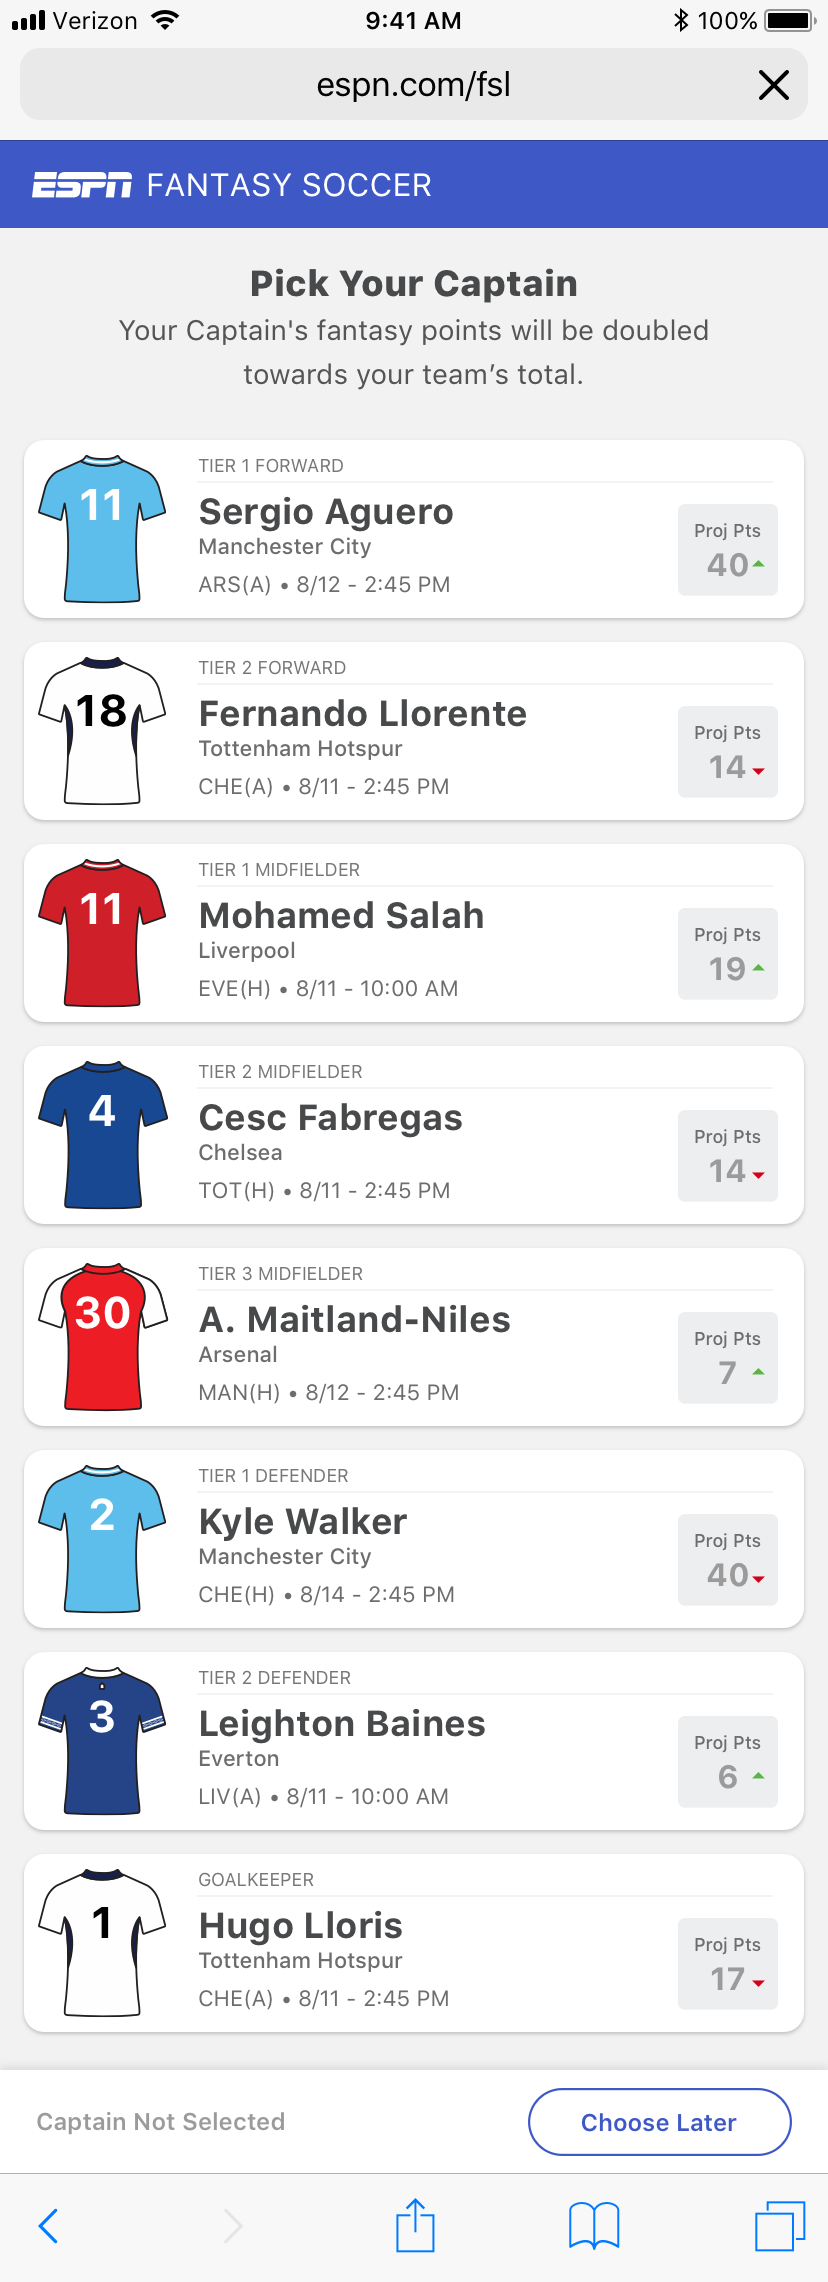 Verizon 9:41 AM 100%
espn.com/fsl
ESPN FANTASY SOCCER
Pick Your Captain
Your Captain's fantasy points will be doubled
towards your team’s total.
11
TIER 1 FORWARD
Sergio Aguero
Manchester City
ARS(A) • 8/12 - 2:45 PM
Proj Pts
40
18
TIER 2 FORWARD
Fernando Llorente
Tottenham Hotspur
CHE(A) • 8/11 - 2:45 PM
Proj Pts
14
11
TIER 1 MIDFIELDER
Mohamed Salah
Liverpool
EVE(H) • 8/11 - 10:00 AM
Proj Pts
19
4
TIER 2 MIDFIELDER
Cesc Fabregas
Chelsea
TOT(H) • 8/11 - 2:45 PM
Proj Pts
14
30
TIER 3 MIDFIELDER
A. Maitland-Niles
Arsenal
MAN(H) • 8/12 - 2:45 PM
Proj Pts
7
2
TIER 1 DEFENDER
Kyle Walker
Manchester City
CHE(H) • 8/14 - 2:45 PM
Proj Pts
40
3
TIER 2 DEFENDER
Leighton Baines
Everton
LIV(A) • 8/11 - 10:00 AM
Proj Pts
6
1
GOALKEEPER
Hugo Lloris
Tottenham Hotspur
CHE(A) • 8/11 - 2:45 PM
Proj Pts
17
Captain Not Selected
Choose Later